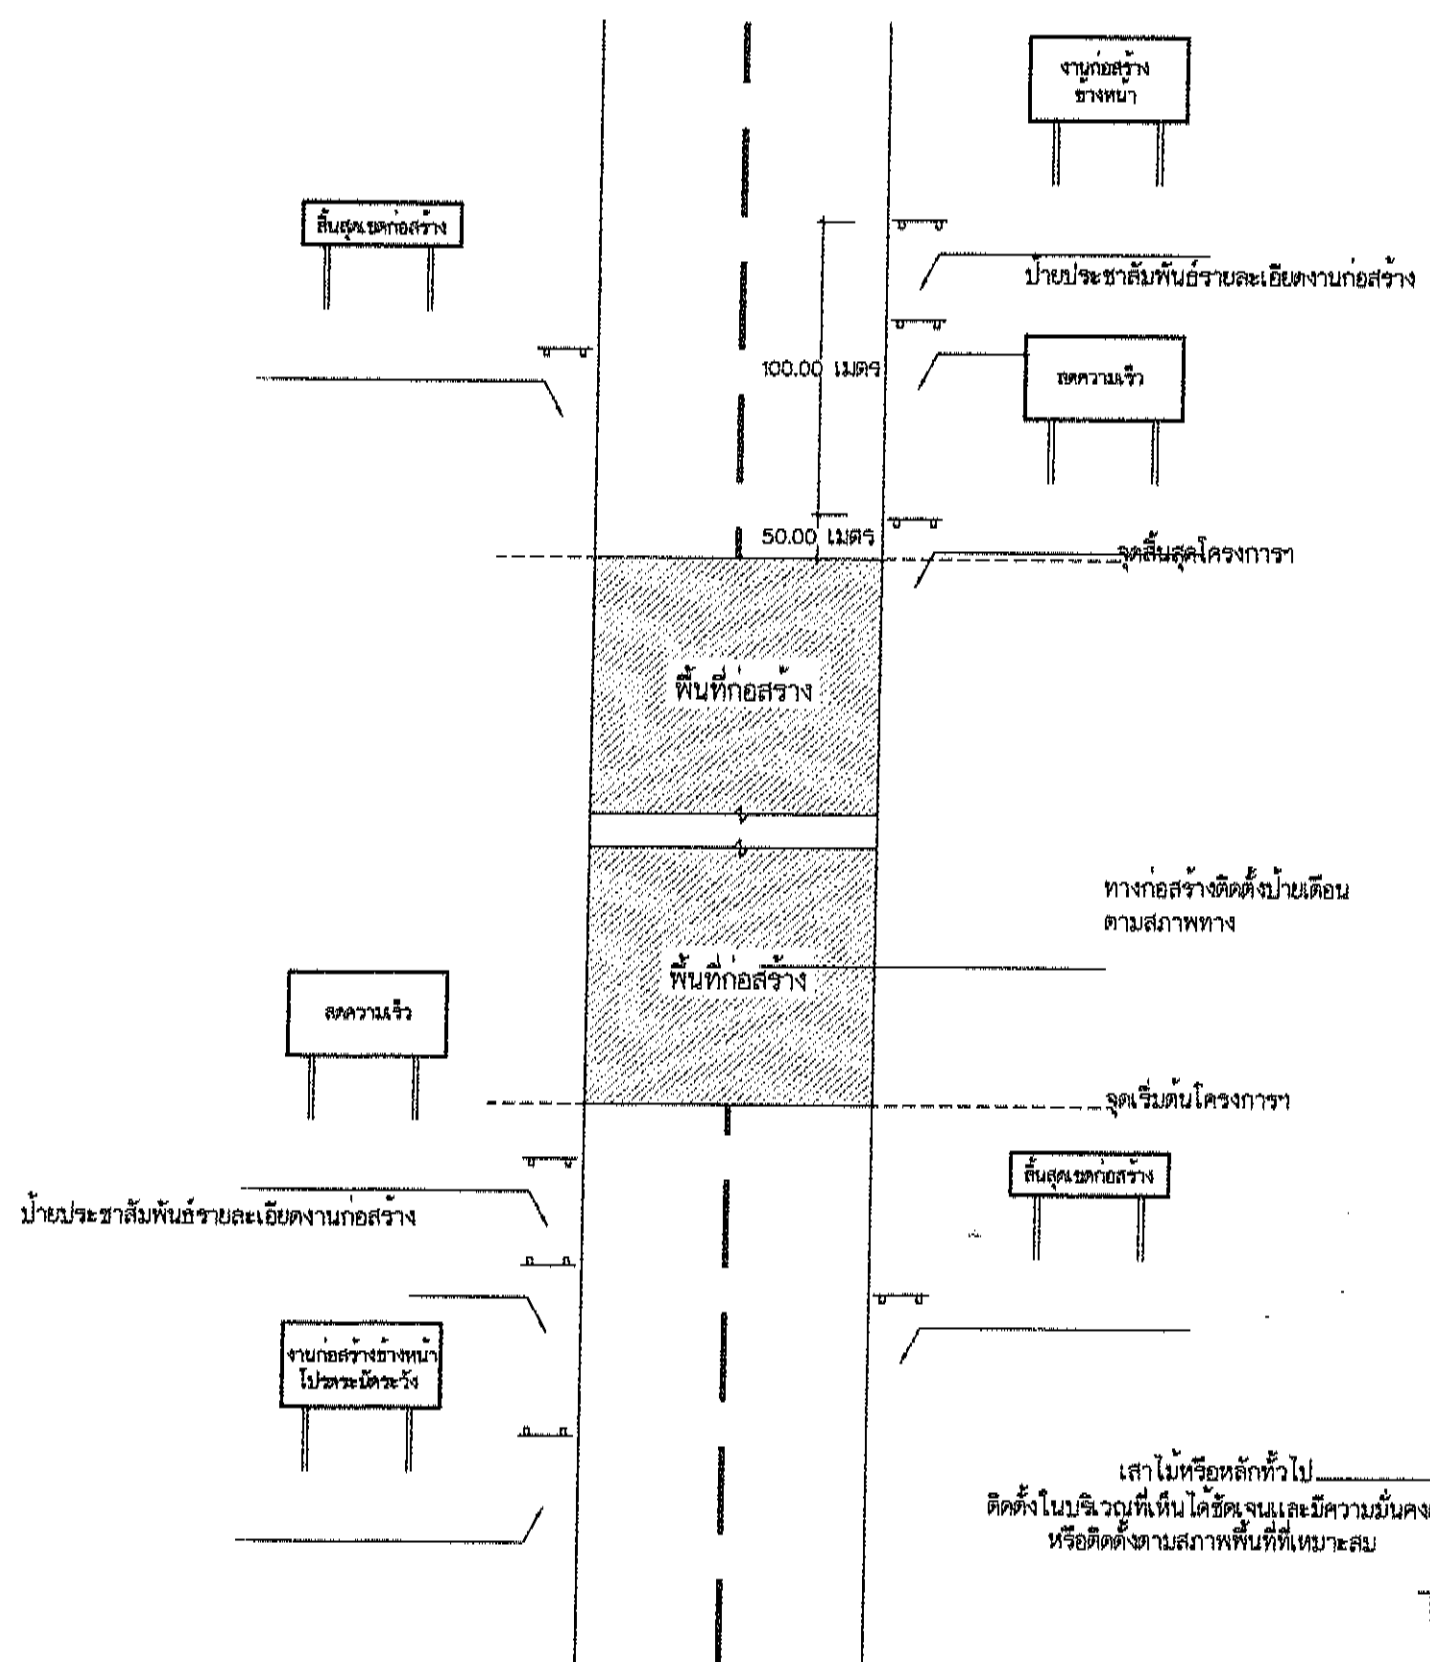 งานก่อสร้าง
ข้างหน้า
สิ้นสุดเขตก่อสร้าง
ป้ายประชาสัมพันธ์รายละเอียดงานก่อสร้าง
100.00 เมตร
ลดความเร็ว
50.00 เมตร
จุดสิ้นสุดโครงการฯ
พื้นที่ก่อสร้าง
ทางก่อสร้างติดตั้งป้ายเตือน
ตามสภาพทาง
พื้นที่ก่อสร้าง
ลดความเร็ว
จุดเริ่มต้นโครงการฯ
สิ้นสุดเขตก่อสร้าง
ป้ายประชาสัมพันธ์รายละเอียดงานก่อสร้าง
งานก่อสร้างข้างหน้า
โปรดระมัดระวัง
เสาไม้หรือหลักทั่วไป
ติดตั้งในบริเวณที่เห็นได้ชัดเจนและมีความมั่นคง
หรือติดตั้งตามสภาพพื้นที่ที่เหมาะสม